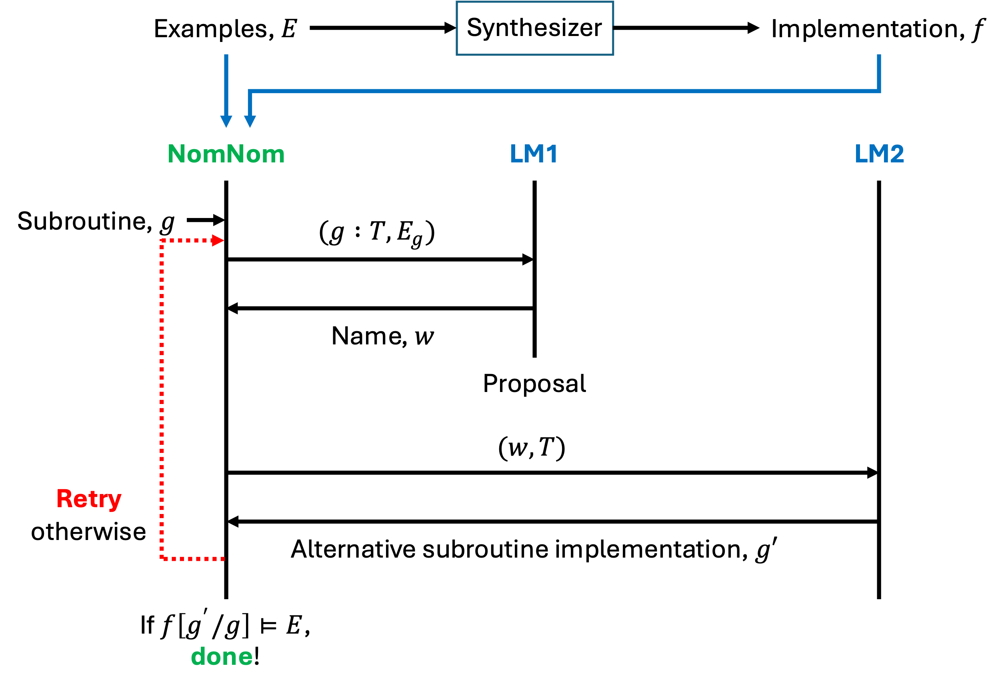 Examples, E
Synthesizer
Implementation, f
NomNom
LM1
LM2
Subroutine, g
(g : T, E_g)
Name, w
Proposal
(w, T)
Retry
otherwise
Alternative subroutine implementation, g′
If f[g′/g] ⊨ E,
done!